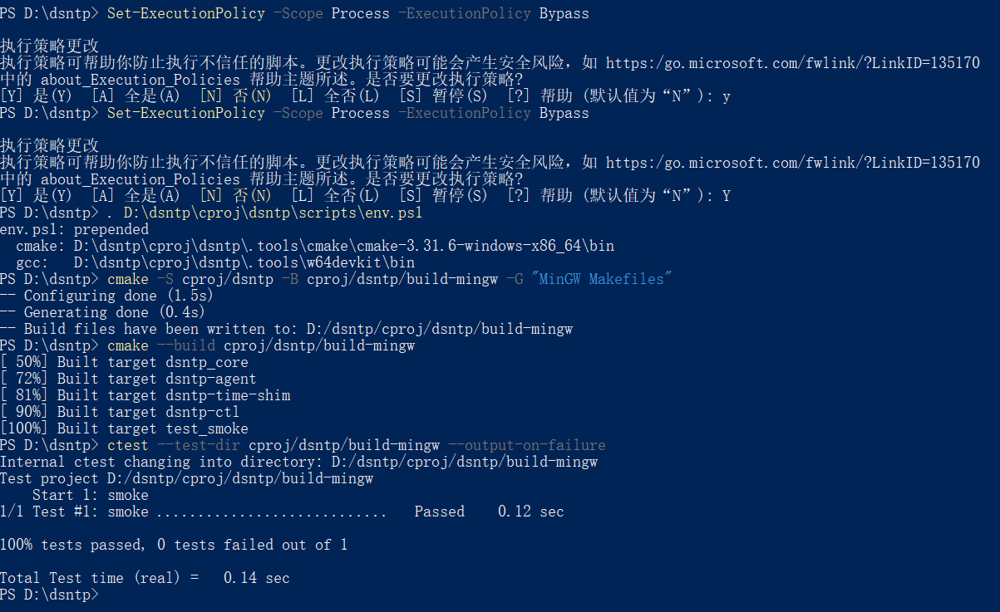 PS D:\dsntp> Set-ExecutionPolicy -Scope Process -ExecutionPolicy Bypass
执行策略更改
执行策略可帮助你防止执行不信任的脚本。更改执行策略可能会产生安全风险，如 https:/go.microsoft.com/fwlink/?LinkID=135170
中的 about_Execution_Policies 帮助主题所述。是否要更改执行策略?
[Y] 是(Y)  [A] 全是(A)  [N] 否(N)  [L] 全否(L)  [S] 暂停(S)  [?] 帮助 (默认值为“N”): y
PS D:\dsntp> Set-ExecutionPolicy -Scope Process -ExecutionPolicy Bypass
执行策略更改
执行策略可帮助你防止执行不信任的脚本。更改执行策略可能会产生安全风险，如 https:/go.microsoft.com/fwlink/?LinkID=135170
中的 about_Execution_Policies 帮助主题所述。是否要更改执行策略?
[Y] 是(Y)  [A] 全是(A)  [N] 否(N)  [L] 全否(L)  [S] 暂停(S)  [?] 帮助 (默认值为“N”): Y
PS D:\dsntp> . D:\dsntp\cproj\dsntp\scripts\env.ps1
env.ps1: prepended
  cmake: D:\dsntp\cproj\dsntp\.tools\cmake\cmake-3.31.6-windows-x86_64\bin
  gcc:   D:\dsntp\cproj\dsntp\.tools\w64devkit\bin
PS D:\dsntp> cmake -S cproj/dsntp -B cproj/dsntp/build-mingw -G "MinGW Makefiles"
-- Configuring done (1.5s)
-- Generating done (0.4s)
-- Build files have been written to: D:/dsntp/cproj/dsntp/build-mingw
PS D:\dsntp> cmake --build cproj/dsntp/build-mingw
[ 50%] Built target dsntp_core
[ 72%] Built target dsntp-agent
[ 81%] Built target dsntp-time-shim
[ 90%] Built target dsntp-ctl
[100%] Built target test_smoke
PS D:\dsntp> ctest --test-dir cproj/dsntp/build-mingw --output-on-failure
Internal ctest changing into directory: D:/dsntp/cproj/dsntp/build-mingw
Test project D:/dsntp/cproj/dsntp/build-mingw
    Start 1: smoke
1/1 Test #1: smoke ............................   Passed    0.12 sec
100% tests passed, 0 tests failed out of 1
Total Test time (real) =   0.14 sec
PS D:\dsntp>